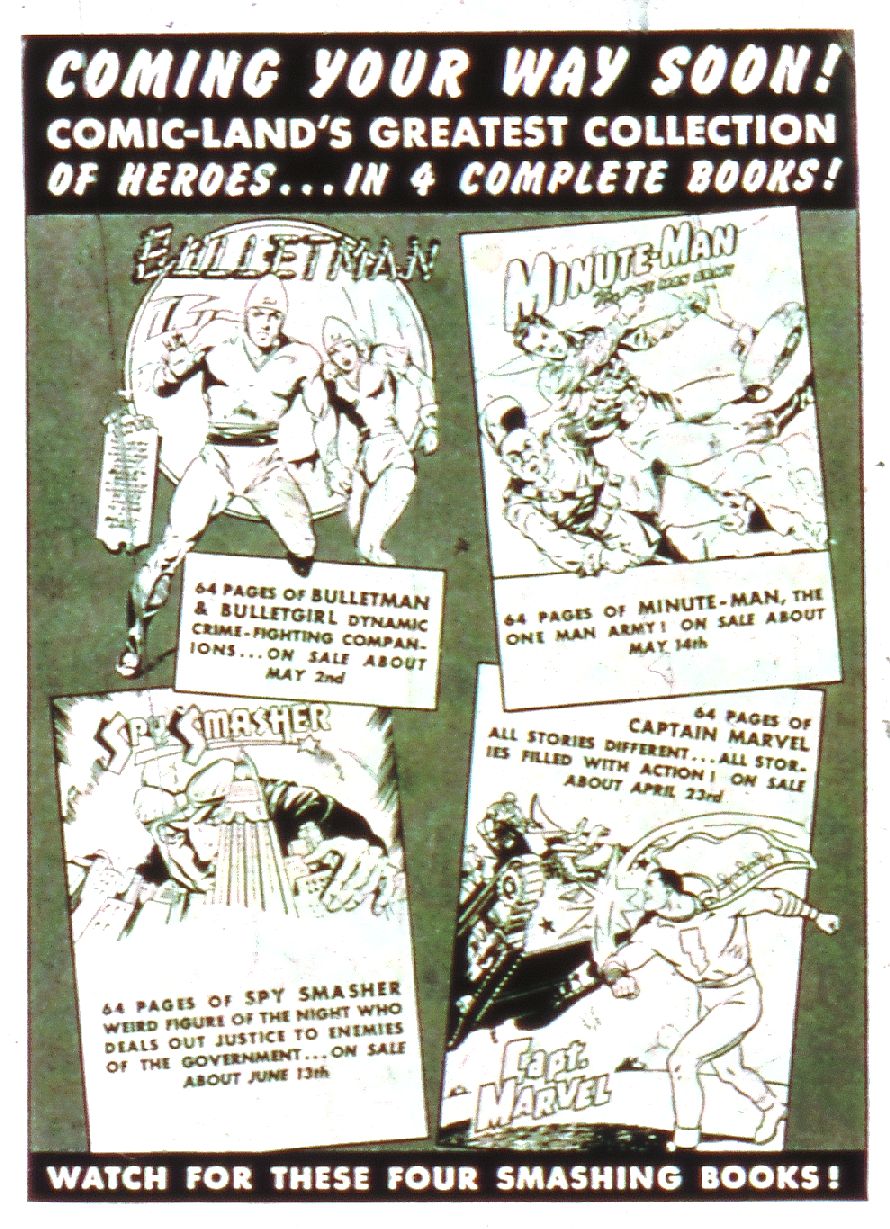 COMING YOUR WAY SOON!
COMIC-LAND'S GREATEST COLLECTION
OF HEROES...IN 4 COMPLETE BOOKS!
BULLETMAN
64 PAGES OF BULLETMAN
& BULLETGIRL DYNAMIC
CRIME-FIGHTING COMPAN-
IONS...ON SALE ABOUT
MAY 2nd
MINUTE-MAN
The ONE MAN ARMY
64 PAGES OF MINUTE-MAN, THE
ONE MAN ARMY! ON SALE ABOUT
MAY 14th
SPY SMASHER
64 PAGES OF SPY SMASHER
WEIRD FIGURE OF THE NIGHT WHO
DEALS OUT JUSTICE TO ENEMIES
OF THE GOVERNMENT...ON SALE
ABOUT JUNE 13th
64 PAGES OF
CAPTAIN MARVEL
ALL STORIES DIFFERENT...ALL STOR-
IES FILLED WITH ACTION! ON SALE
ABOUT APRIL 23rd
Capt.
MARVEL
WATCH FOR THESE FOUR SMASHING BOOKS!